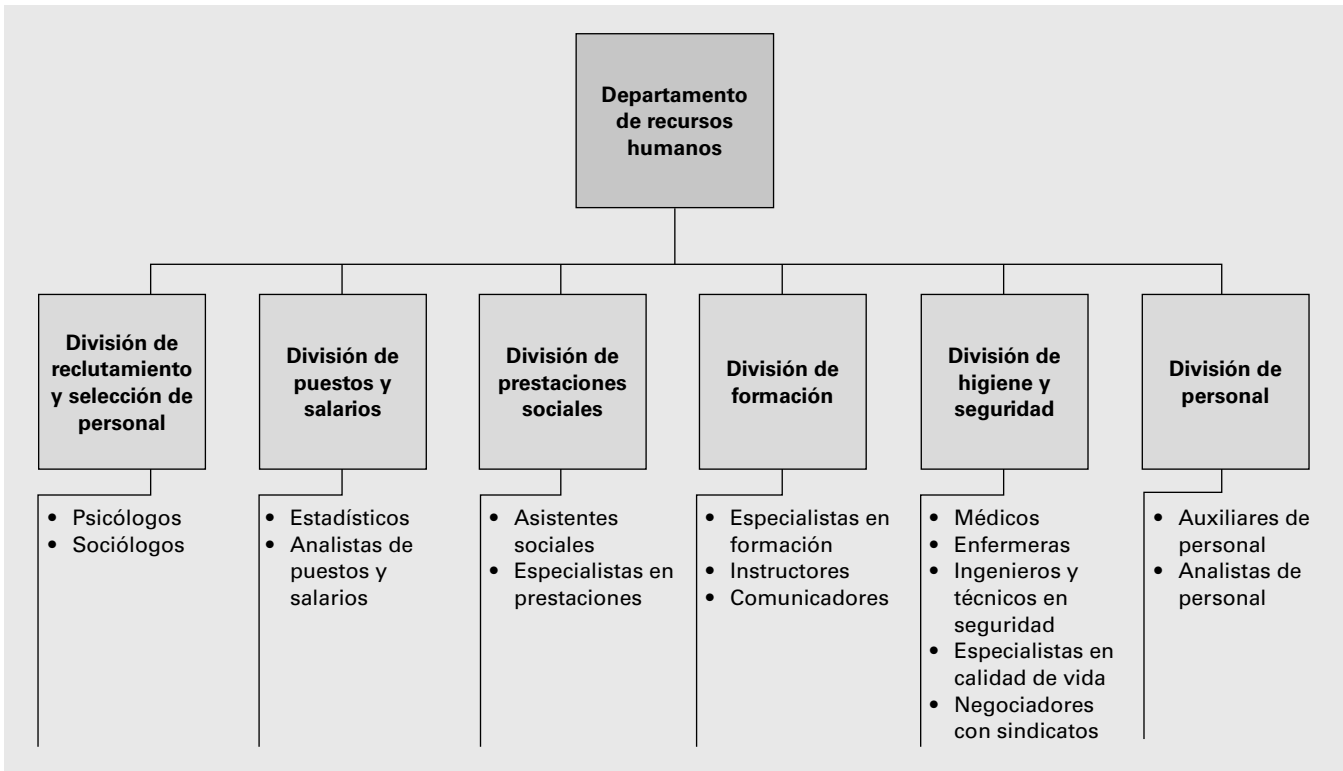 Departamento
de recursos
humanos
División de
reclutamiento
y selección de
personal
División de
puestos y
salarios
División de
prestaciones
sociales
División de
formación
División de
higiene y
seguridad
División de
personal
• Psicólogos
• Sociólogos
• Estadísticos
• Analistas de
puestos y
salarios
• Asistentes
sociales
• Especialistas en
prestaciones
• Especialistas en
formación
• Instructores
• Comunicadores
• Médicos
• Enfermeras
• Ingenieros y
técnicos en
seguridad
• Especialistas en
calidad de vida
• Negociadores
con sindicatos
• Auxiliares de
personal
• Analistas de
personal